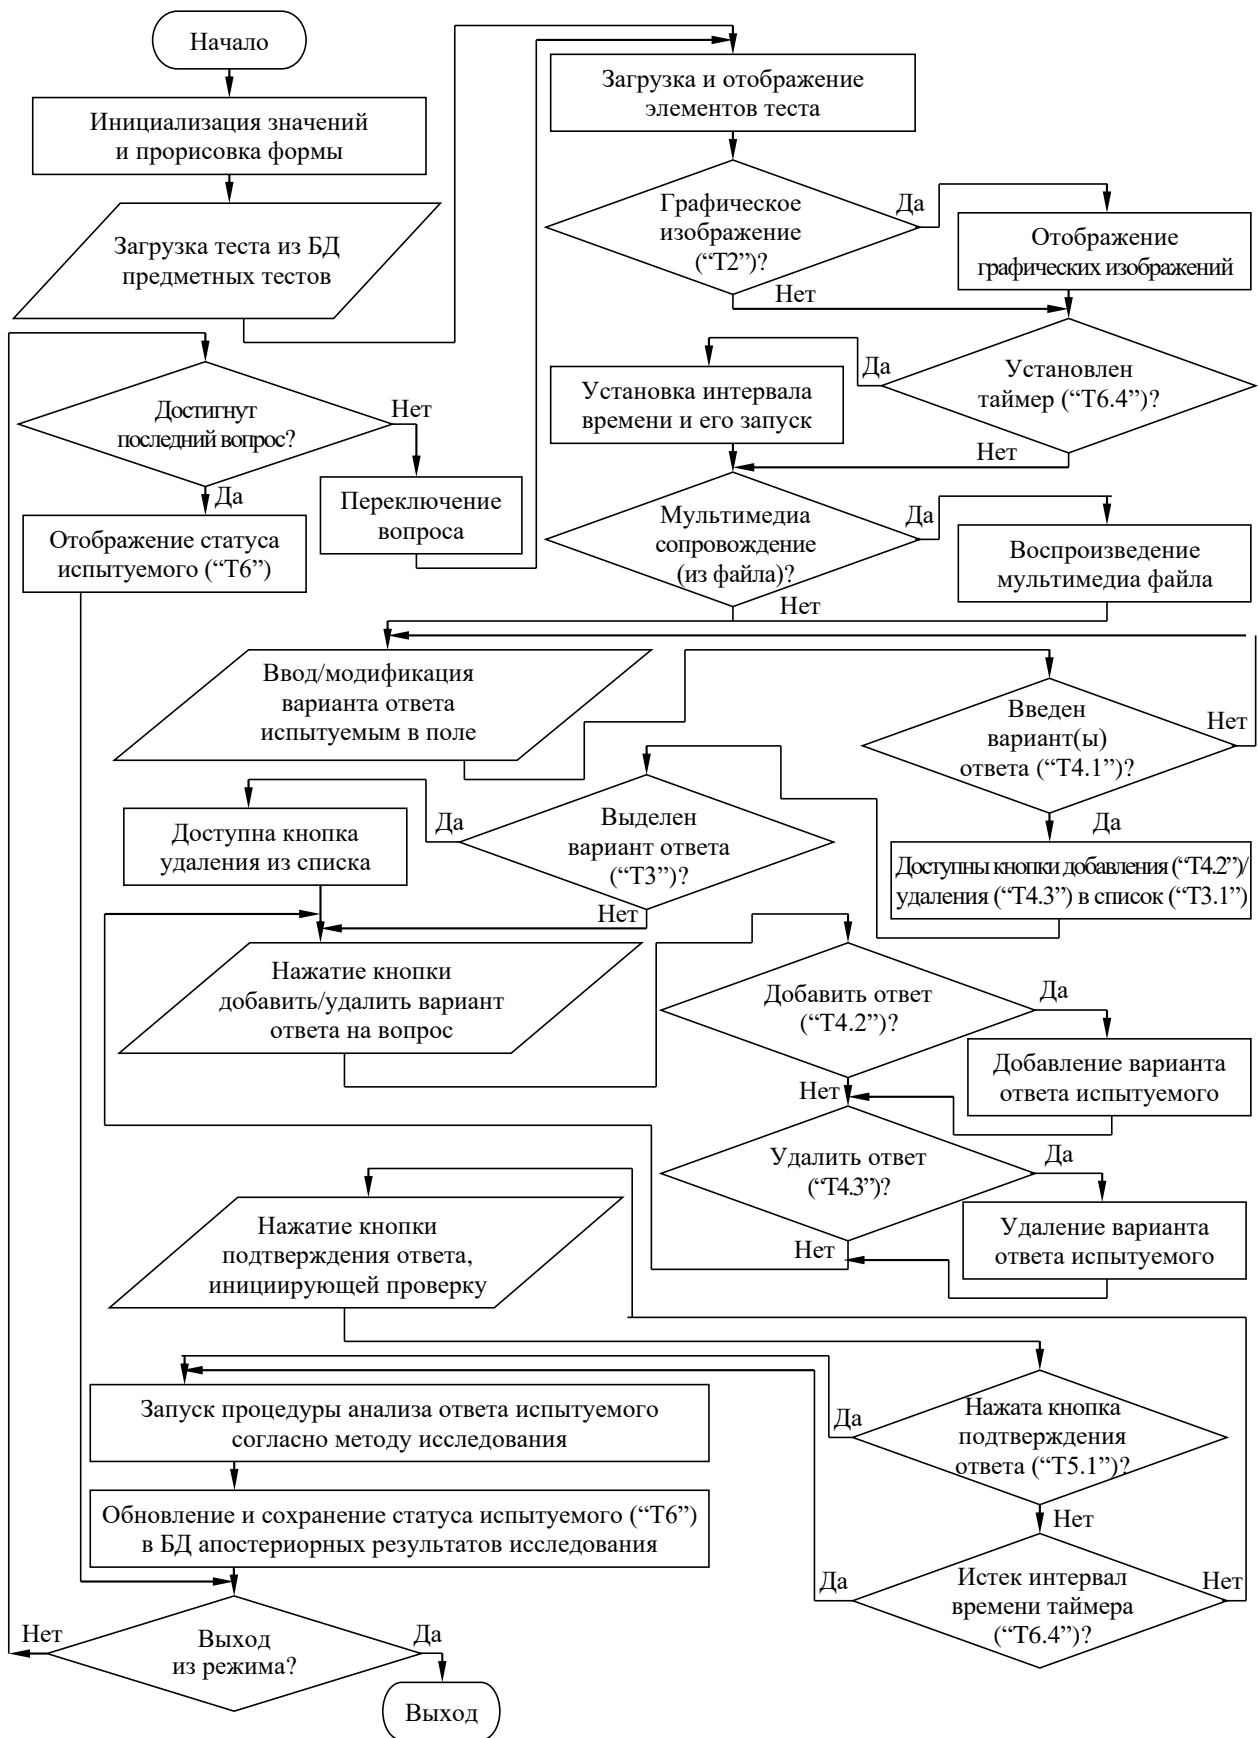 Начало
Инициализация значений
и прорисовка формы
Загрузка теста из БД
предметных тестов
Достигнут
последний вопрос?
Нет
Да
Переключение
вопроса
Отображение статуса
испытуемого (“Т6”)
Загрузка и отображение
элементов теста
Графическое
изображение
(“Т2”)?
Да
Нет
Отображение
графических изображений
Установлен
таймер (“Т6.4”)?
Да
Нет
Установка интервала
времени и его запуск
Мультимедиа
сопровождение
(из файла)?
Да
Нет
Воспроизведение
мультимедиа файла
Ввод/модификация
варианта ответа
испытуемым в поле
Введен
вариант(ы)
ответа (“Т4.1”)?
Нет
Да
Доступны кнопки добавления (“Т4.2”)/
удаления (“Т4.3”) в список (“Т3.1”)
Выделен
вариант ответа
(“Т3”)?
Да
Нет
Доступна кнопка
удаления из списка
Нажатие кнопки
добавить/удалить вариант
ответа на вопрос
Добавить ответ
(“Т4.2”)?
Да
Нет
Добавление варианта
ответа испытуемого
Удалить ответ
(“Т4.3”)?
Да
Нет
Удаление варианта
ответа испытуемого
Нажатие кнопки
подтверждения ответа,
инициирующей проверку
Нажата кнопка
подтверждения
ответа (“Т5.1”)?
Да
Нет
Истек интервал
времени таймера
(“Т6.4”)?
Да
Нет
Запуск процедуры анализа ответа испытуемого
согласно методу исследования
Обновление и сохранение статуса испытуемого (“Т6”)
в БД апостериорных результатов исследования
Выход
из режима?
Нет
Да
Выход